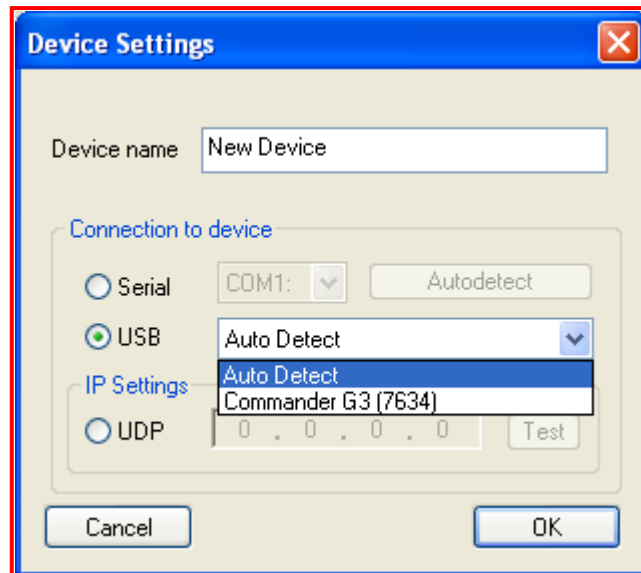 Device Settings
Device name New Device
Connection to device
Serial COM1: Autodetect
USB Auto Detect
Auto Detect
IP Settings
Commander G3 (7634)
UDP 0 . 0 . 0 . 0 Test
Cancel OK